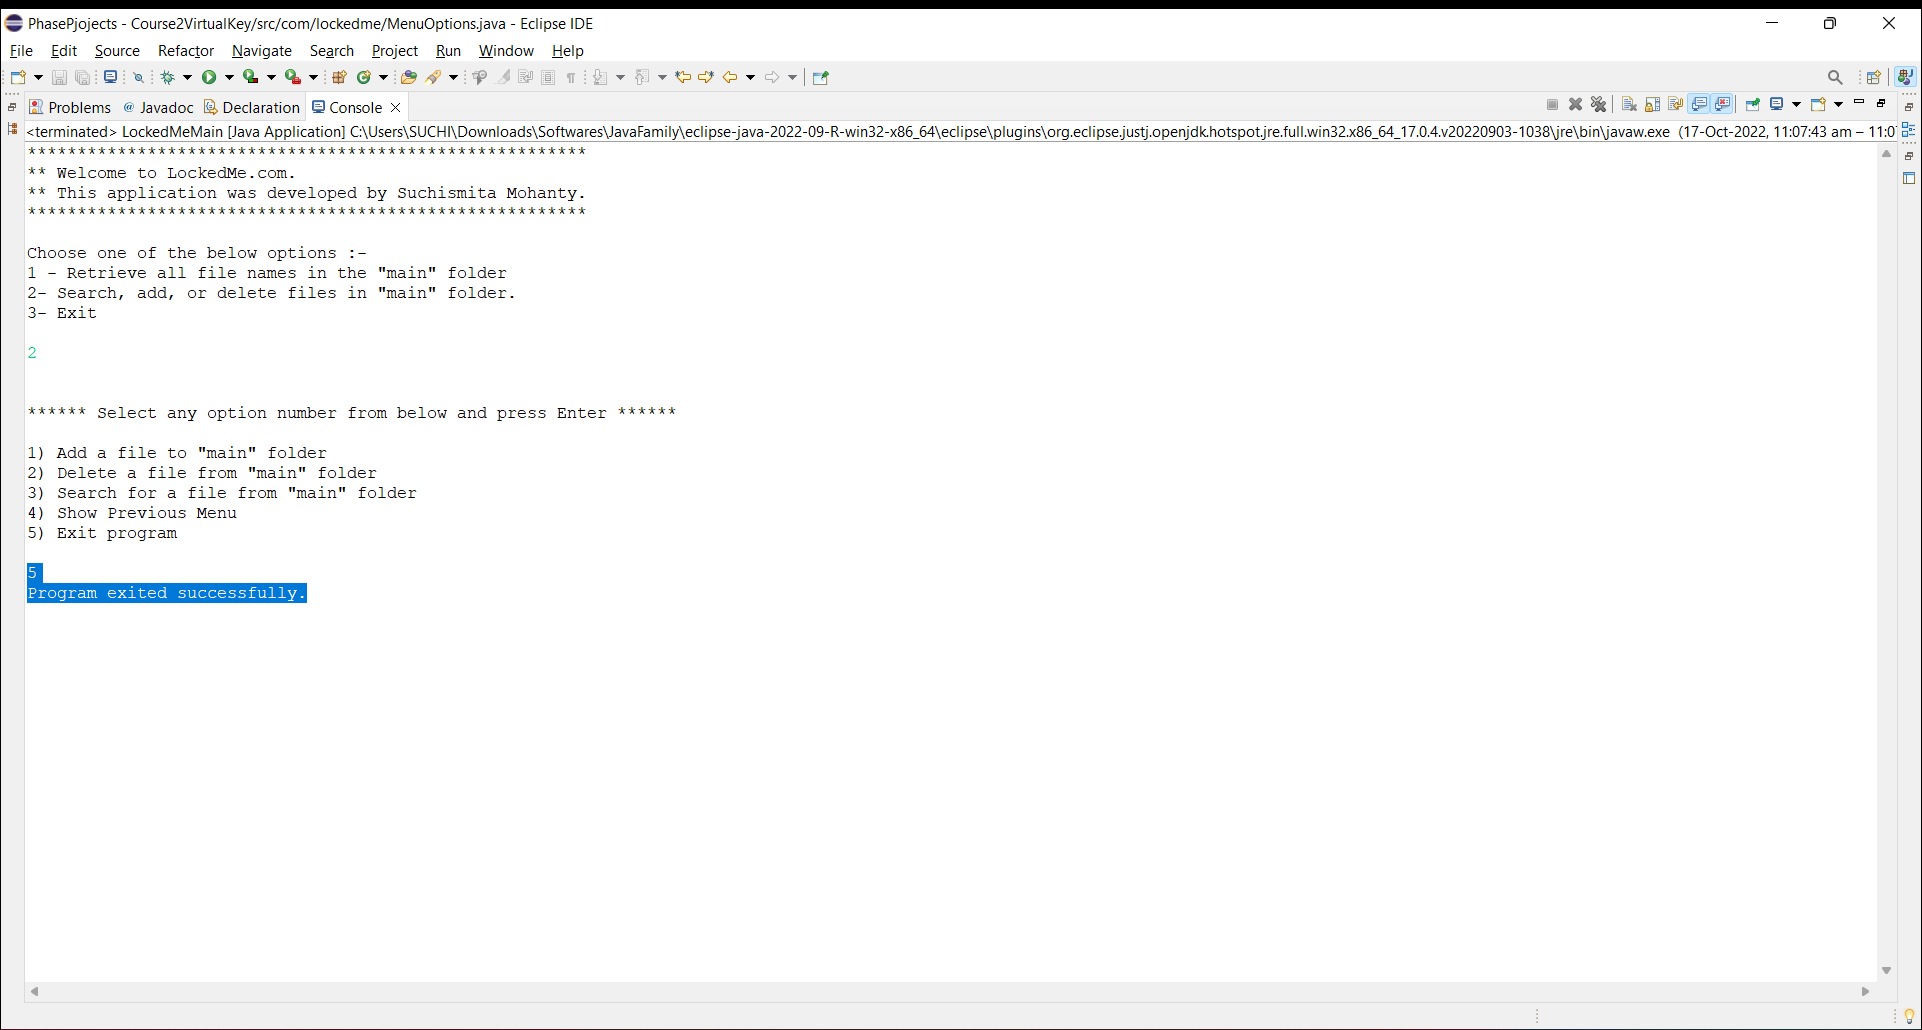 PhasePjojects - Course2VirtualKey/src/com/lockedme/MenuOptions.java - Eclipse IDE
File Edit Source Refactor Navigate Search Project Run Window Help
Problems @ Javadoc Declaration Console
<terminated> LockedMeMain [Java Application] C:\Users\SUCHI\Downloads\Softwares\JavaFamily\eclipse-java-2022-09-R-win32-x86_64\eclipse\plugins\org.eclipse.justj.openjdk.hotspot.jre.full.win32.x86_64_17.0.4.v20220903-1038\jre\bin\javaw.exe (17-Oct-2022, 11:07:43 am – 11:0
********************************************************
** Welcome to LockedMe.com.
** This application was developed by Suchismita Mohanty.
********************************************************
Choose one of the below options :-
1 - Retrieve all file names in the "main" folder
2- Search, add, or delete files in "main" folder.
3- Exit
2
****** Select any option number from below and press Enter ******
1) Add a file to "main" folder
2) Delete a file from "main" folder
3) Search for a file from "main" folder
4) Show Previous Menu
5) Exit program
5
Program exited successfully.